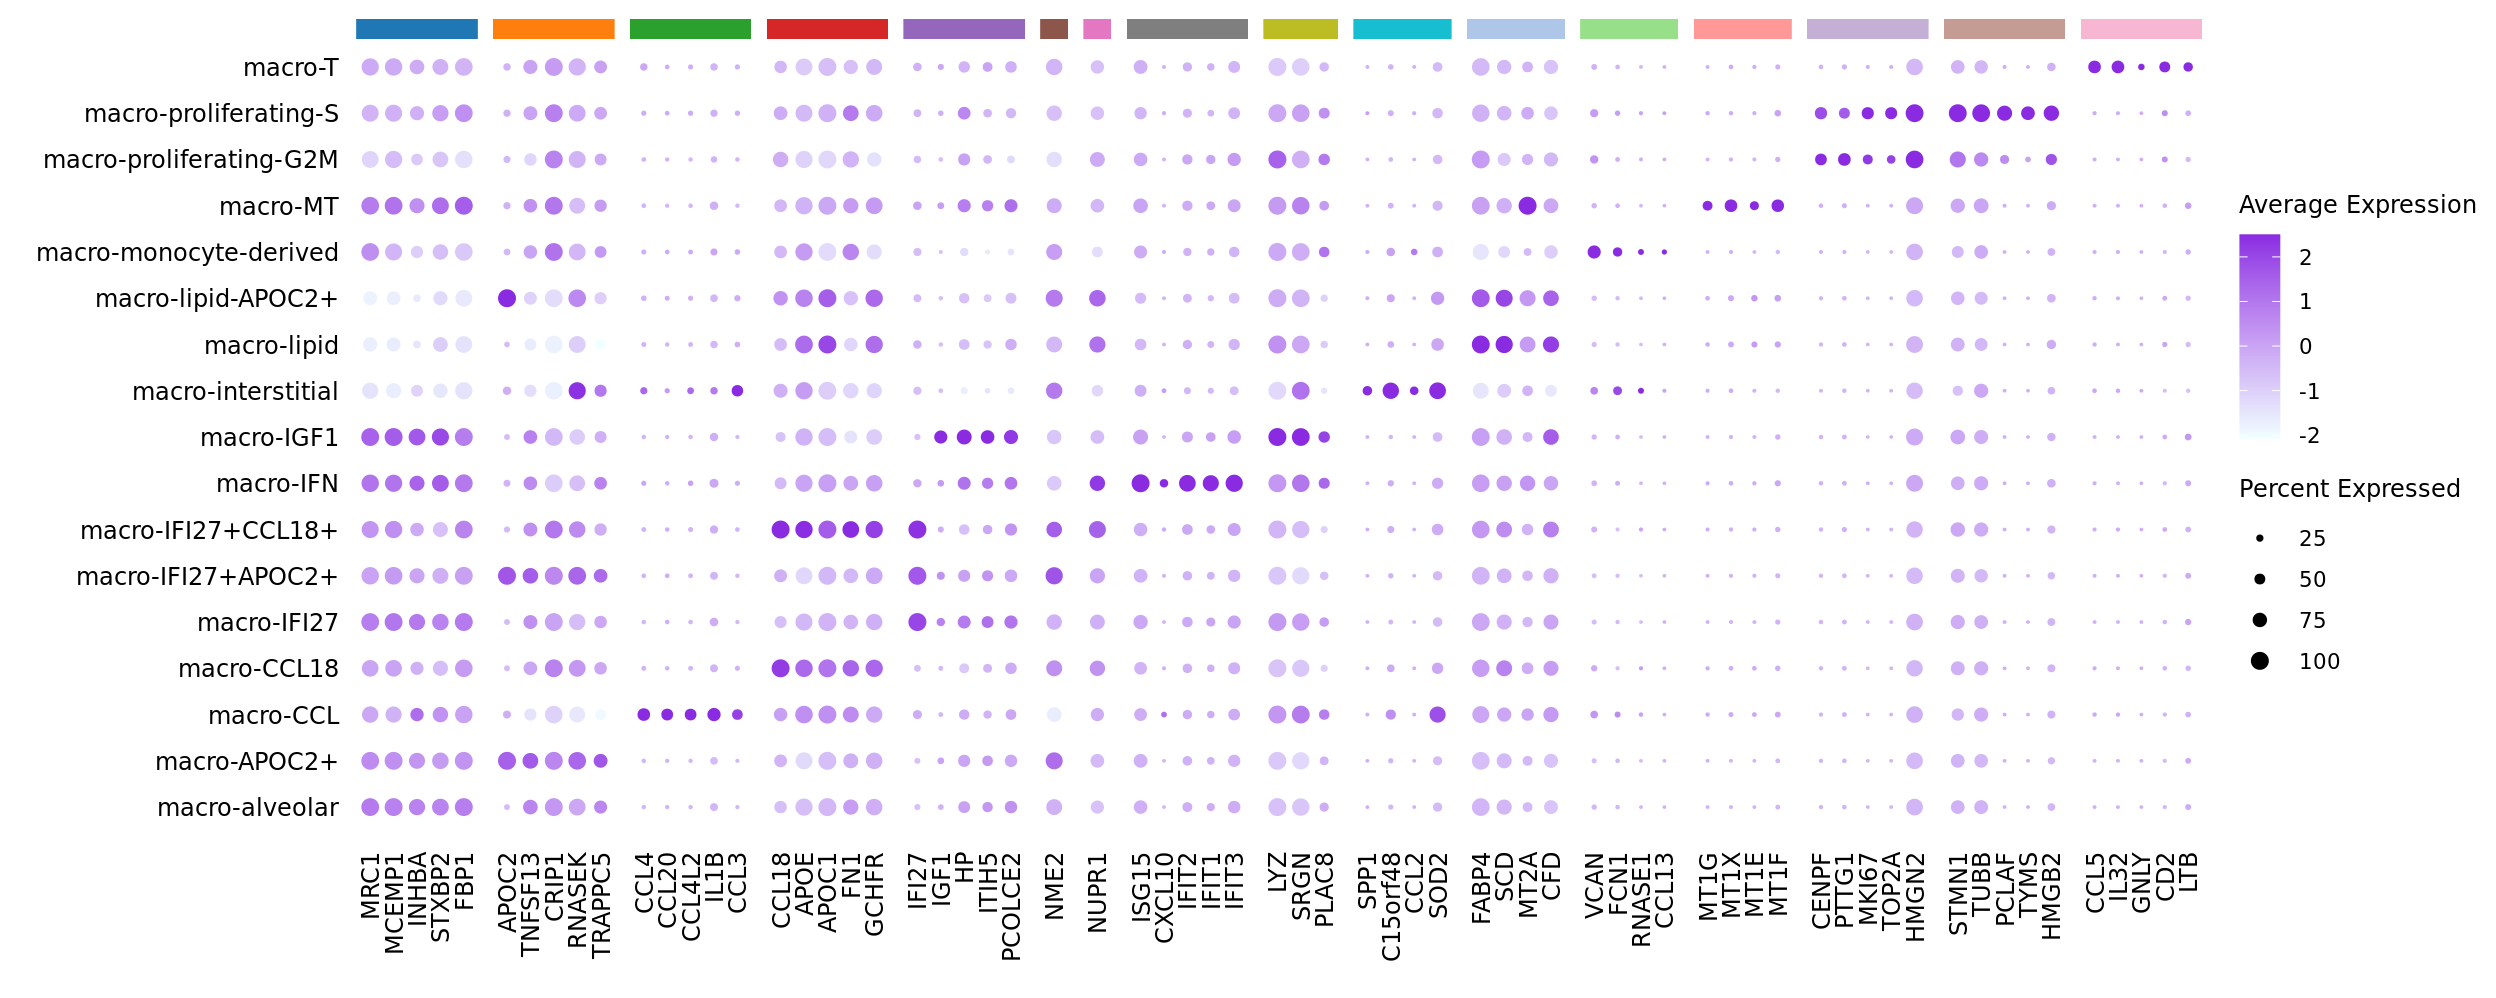 macro-T
macro-proliferating-S
macro-proliferating-G2M
macro-MT
macro-monocyte-derived
macro-lipid-APOC2+
macro-lipid
macro-interstitial
macro-IGF1
macro-IFN
macro-IFI27+CCL18+
macro-IFI27+APOC2+
macro-IFI27
macro-CCL18
macro-CCL
macro-APOC2+
macro-alveolar
MRC1
MCEMP1
INHBA
STXBP2
FBP1
APOC2
TNFSF13
CRIP1
RNASEK
TRAPPC5
CCL4
CCL20
CCL4L2
IL1B
CCL3
CCL18
APOE
APOC1
FN1
GCHFR
IFI27
IGF1
HP
ITIH5
PCOLCE2
NME2
NUPR1
ISG15
CXCL10
IFIT2
IFIT1
IFIT3
LYZ
SRGN
PLAC8
SPP1
C15orf48
CCL2
SOD2
FABP4
SCD
MT2A
CFD
VCAN
FCN1
RNASE1
CCL13
MT1G
MT1X
MT1E
MT1F
CENPF
PTTG1
MKI67
TOP2A
HMGN2
STMN1
TUBB
PCLAF
TYMS
HMGB2
CCL5
IL32
GNLY
CD2
LTB
Average Expression
2
1
0
-1
-2
Percent Expressed
25
50
75
100